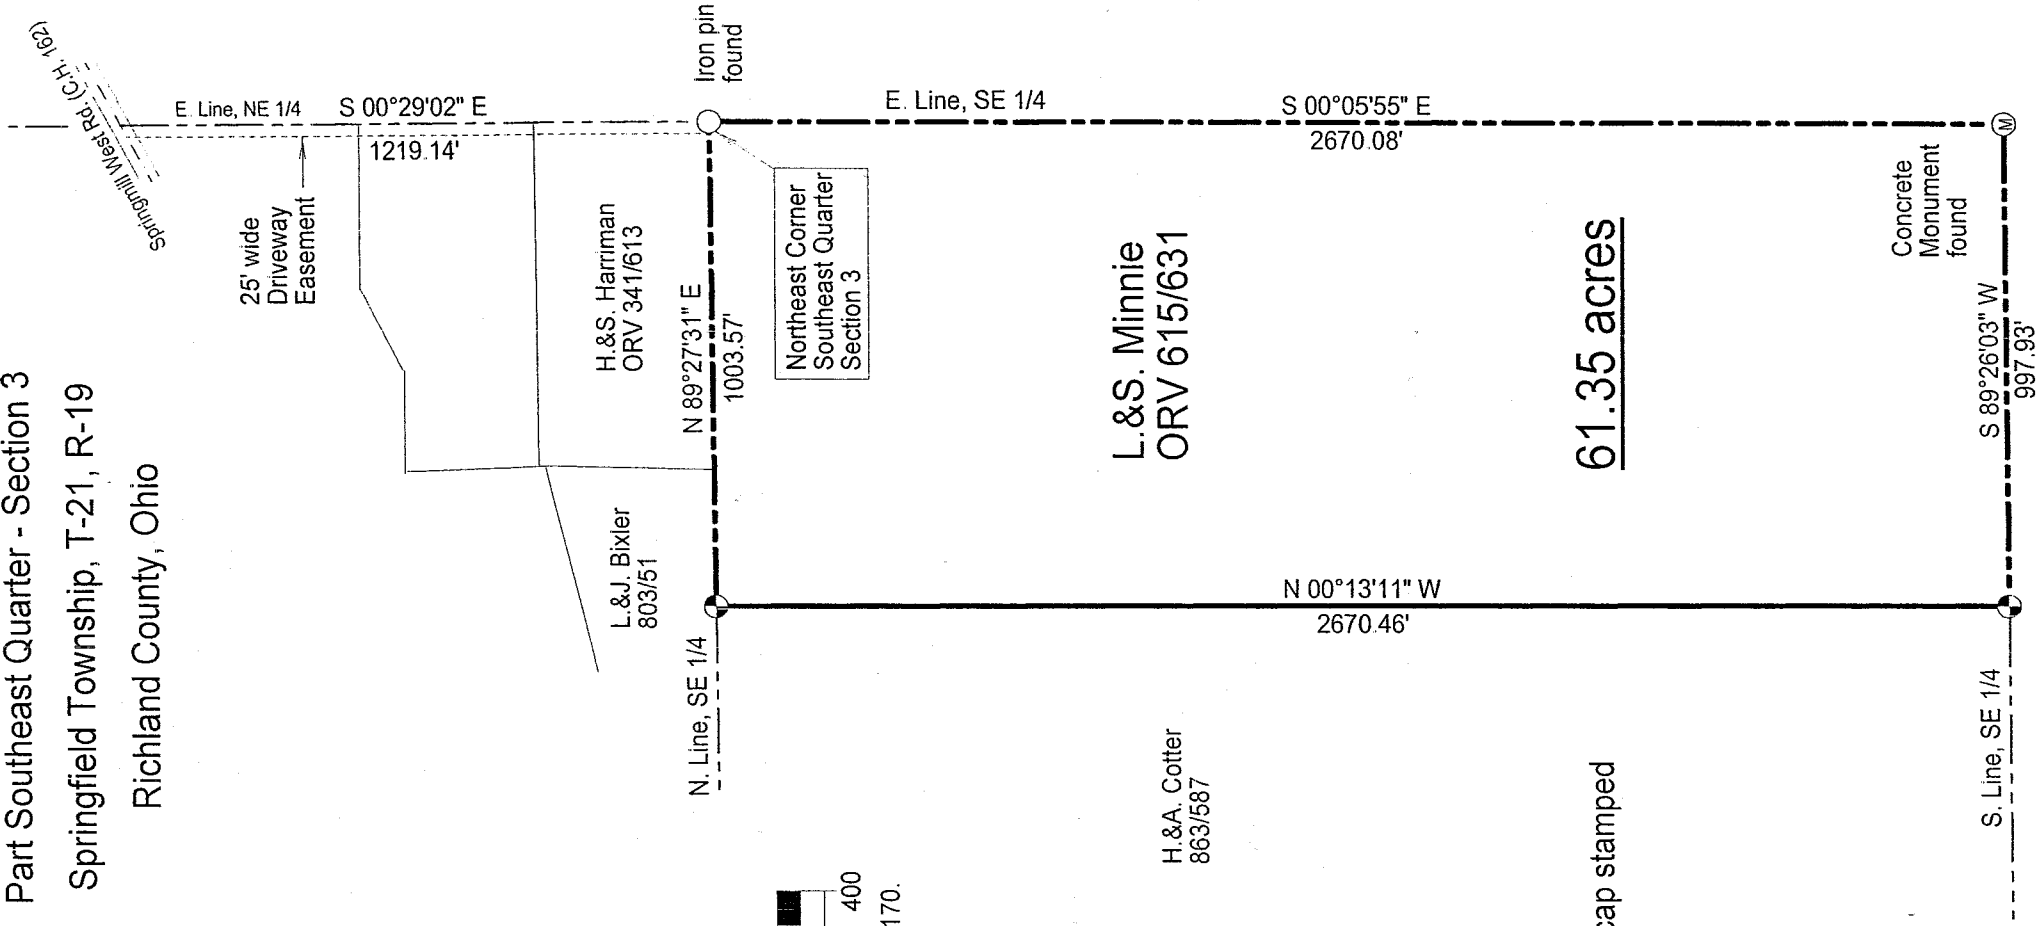 Part Southeast Quarter - Section 3
Springfield Township, T-21, R-19
Richland County, Ohio
Springmill West Rd. (C.H. 162)
E. Line, NE 1/4
S 00°29'02" E
1219.14'
25' wide
Driveway
Easement
Iron pin
found
H.&S. Harriman
ORV 341/613
L.&J. Bixler
803/51
N 89°27'31" E
1003.57'
Northeast Corner
Southeast Quarter
Section 3
N. Line, SE 1/4
E. Line, SE 1/4
S 00°05'55" E
2670.08'
L.&S. Minnie
ORV 615/631
61.35 acres
N 00°13'11" W
2670.46'
H.&A. Cotter
863/587
Concrete
Monument
found
M
S 89°26'03" W
997.93'
S. Line, SE 1/4
400
170.
cap stamped